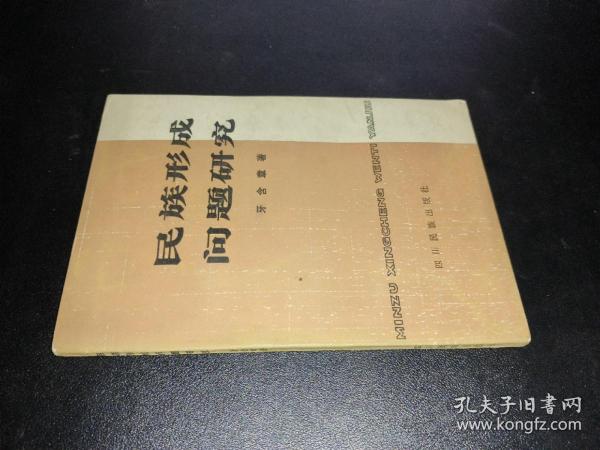 民族形成
问题研究
牙含章著
MINZU XINGCHENG WENTI YANJIU
四川民族出版社
孔夫子旧书网
www.kongfz.com